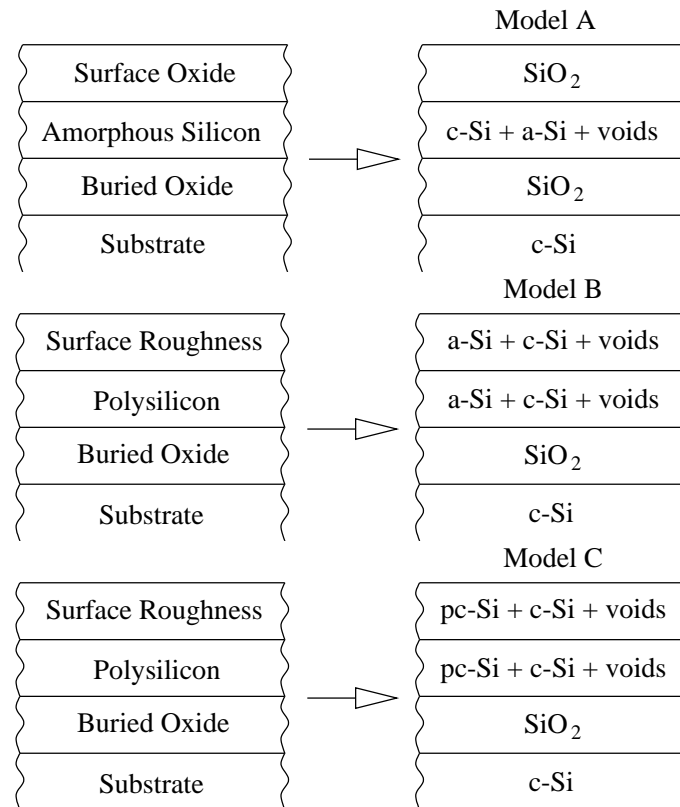 Model A
Surface Oxide
SiO2
Amorphous Silicon
c-Si + a-Si + voids
Buried Oxide
SiO2
Substrate
c-Si
Model B
Surface Roughness
a-Si + c-Si + voids
Polysilicon
a-Si + c-Si + voids
Buried Oxide
SiO2
Substrate
c-Si
Model C
Surface Roughness
pc-Si + c-Si + voids
Polysilicon
pc-Si + c-Si + voids
Buried Oxide
SiO2
Substrate
c-Si